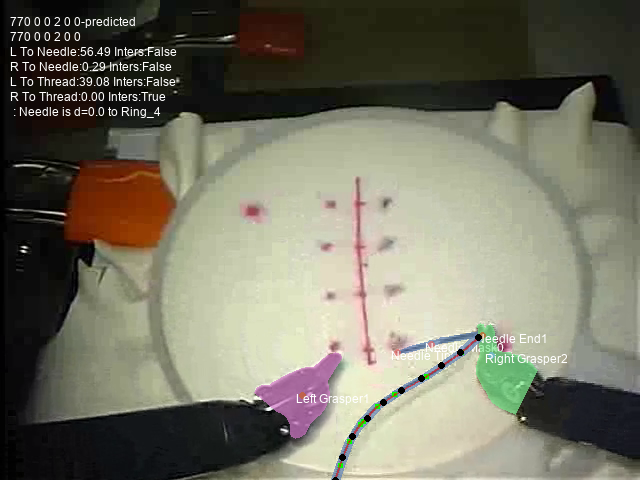 770 0 0 2 0 0-predicted
770 0 0 2 0 0
L To Needle:56.49 Inters:False
R To Needle:0.29 Inters:False
L To Thread:39.08 Inters:False
R To Thread:0.00 Inters:True
: Needle is d=0.0 to Ring_4
Needle End1
Right Grasper2
Left Grasper1